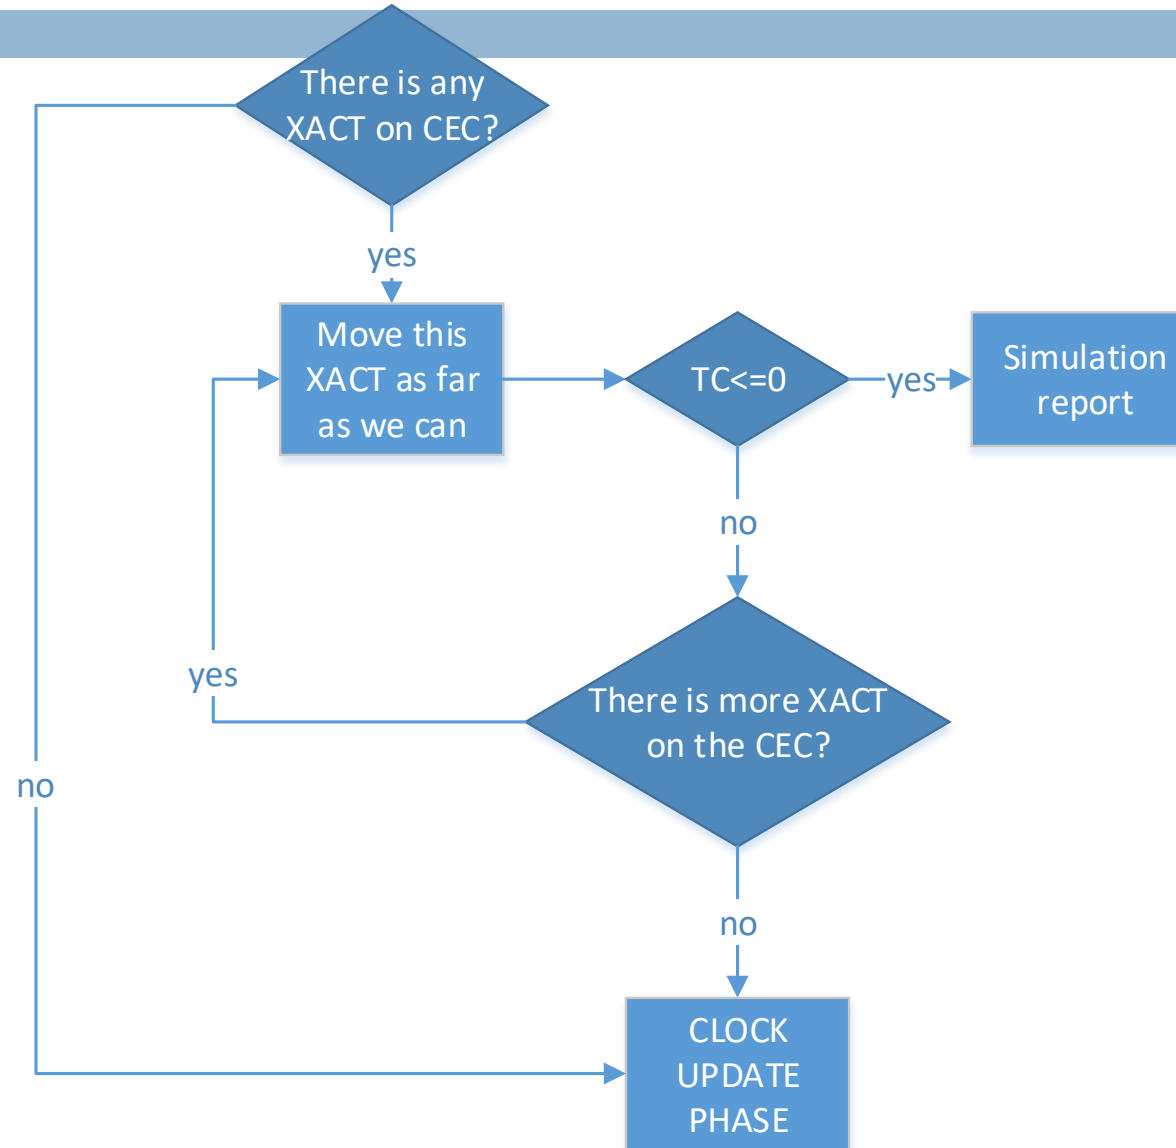 There is any
XACT on CEC?
yes
Move this
XACT as far
as we can
TC<=0
yes
Simulation
report
no
yes
There is more XACT
on the CEC?
no
no
CLOCK
UPDATE
PHASE